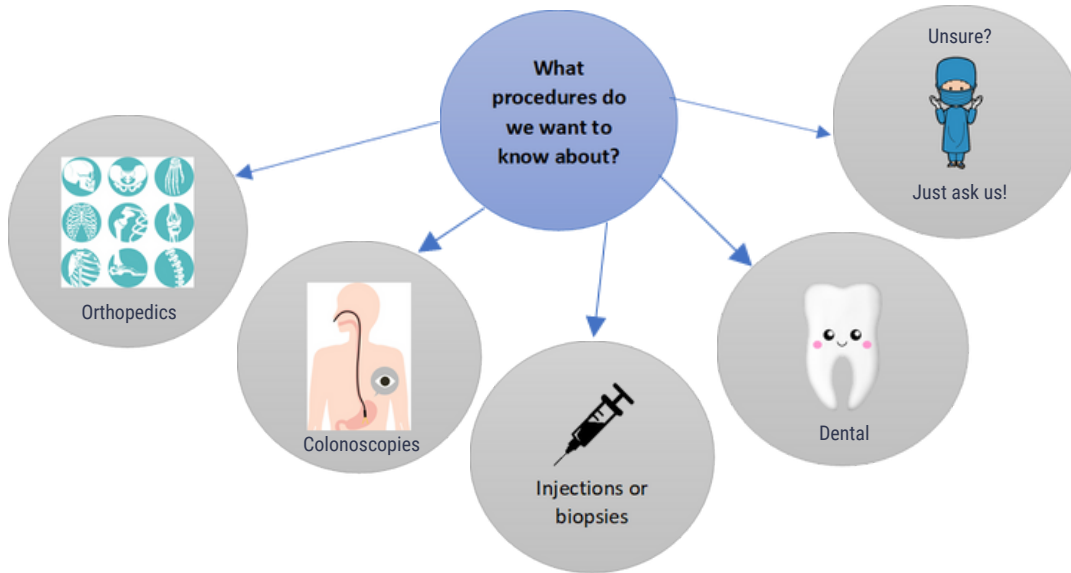 What
procedures do
we want to
know about?
Orthopedics
Colonoscopies
Injections or
biopsies
Dental
Unsure?
Just ask us!